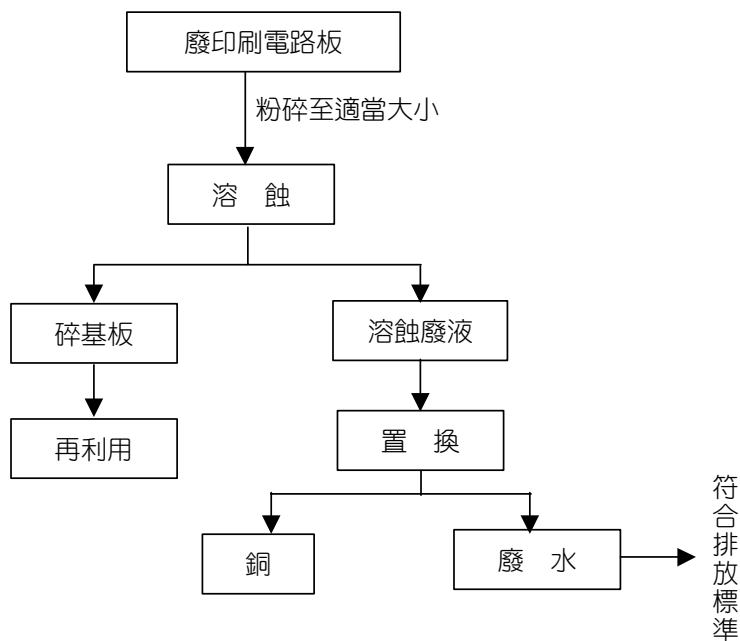 廢印刷電路板
粉碎至適當大小
溶 蝕
碎基板
溶蝕廢液
再利用
置 換
銅
廢 水
符合排放標準